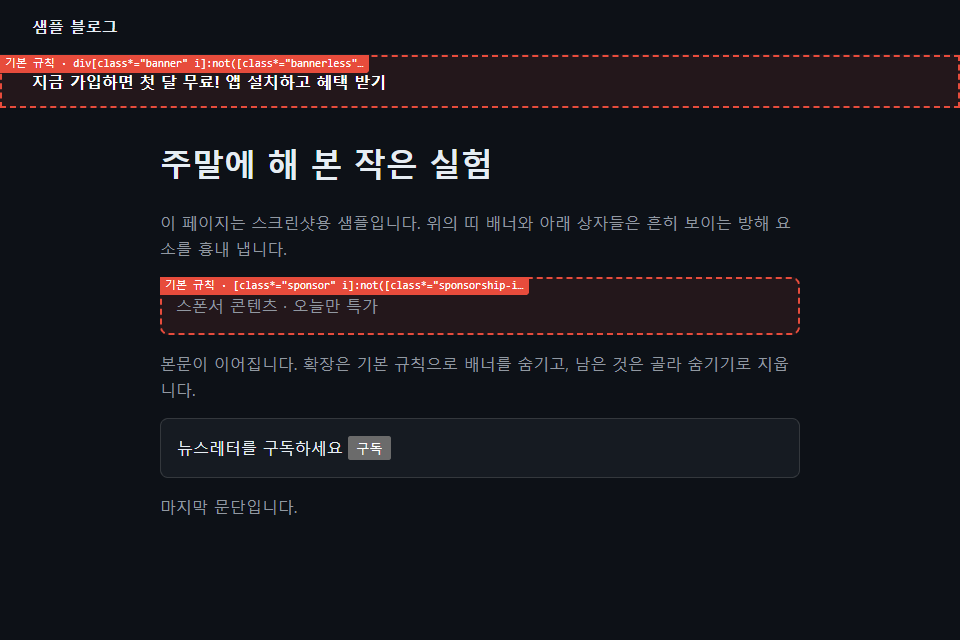 샘플 블로그
기본 규칙 · div[class*="banner" i]:not([class*="bannerless"…
지금 가입하면 첫 달 무료! 앱 설치하고 혜택 받기
주말에 해 본 작은 실험
이 페이지는 스크린샷용 샘플입니다. 위의 띠 배너와 아래 상자들은 흔히 보이는 방해 요
소를 흉내 냅니다.
기본 규칙 · [class*="sponsor" i]:not([class*="sponsorship-i…
스폰서 콘텐츠 · 오늘만 특가
본문이 이어집니다. 확장은 기본 규칙으로 배너를 숨기고, 남은 것은 골라 숨기기로 지웁
니다.
뉴스레터를 구독하세요 구독
마지막 문단입니다.